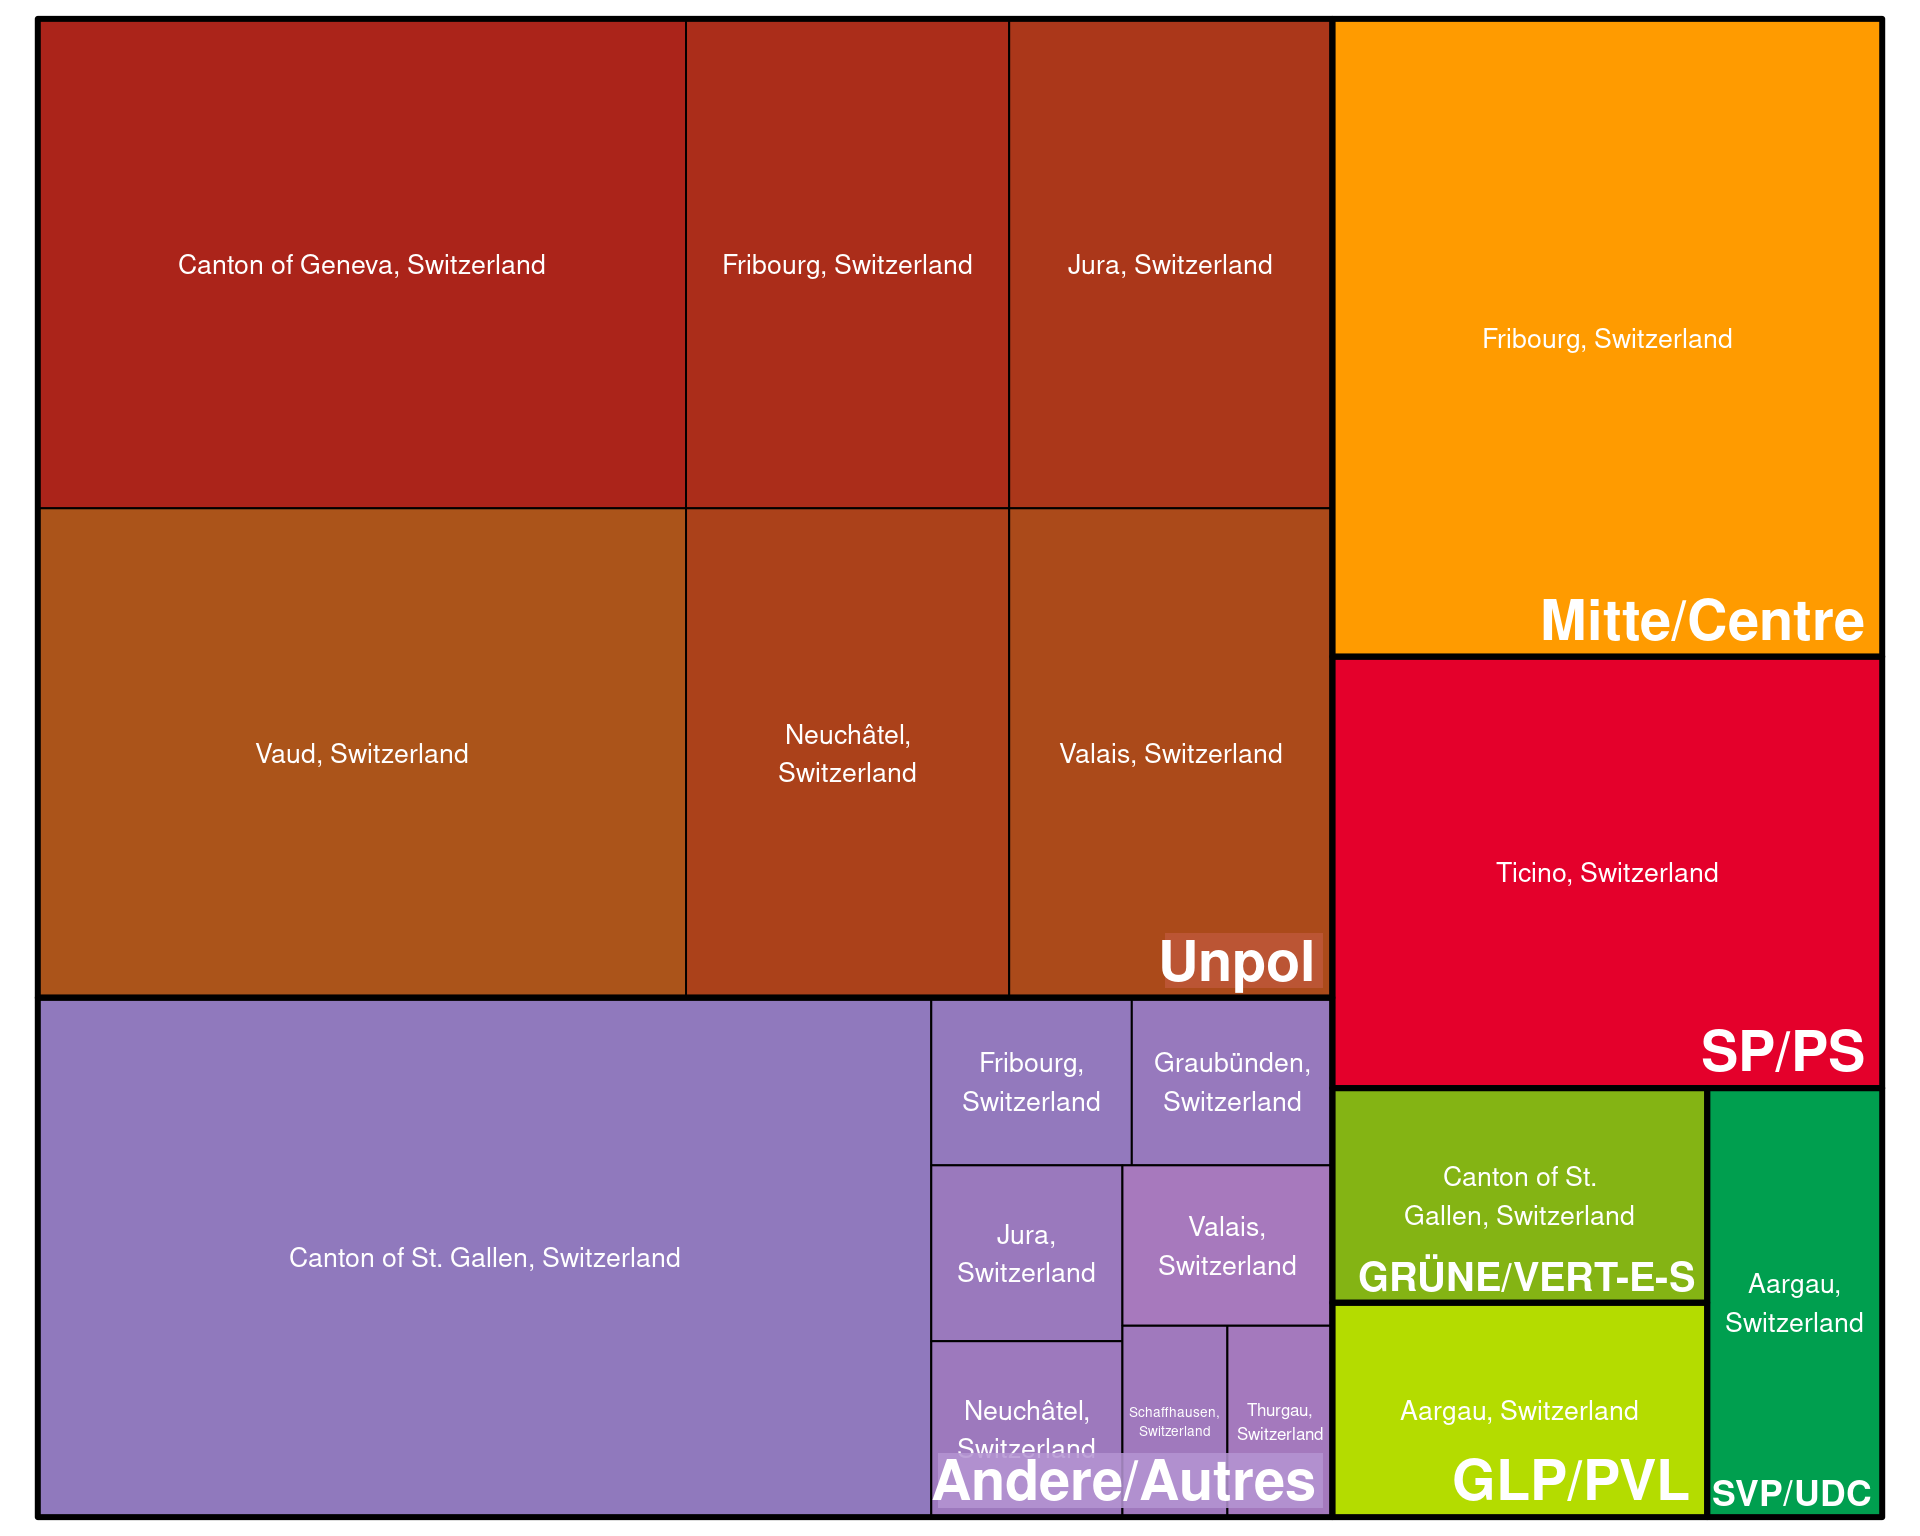 Canton of Geneva, Switzerland
Fribourg, Switzerland
Jura, Switzerland
Vaud, Switzerland
Neuchâtel,
Switzerland
Valais, Switzerland
Unpol
Fribourg, Switzerland
Mitte/Centre
Ticino, Switzerland
SP/PS
Canton of St. Gallen, Switzerland
Fribourg,
Switzerland
Graubünden,
Switzerland
Jura,
Switzerland
Valais,
Switzerland
Neuchâtel,
Switzerland
Schaffhausen,
Switzerland
Thurgau,
Switzerland
Andere/Autres
Canton of St.
Gallen, Switzerland
GRÜNE/VERT-E-S
Aargau, Switzerland
GLP/PVL
Aargau,
Switzerland
SVP/UDC